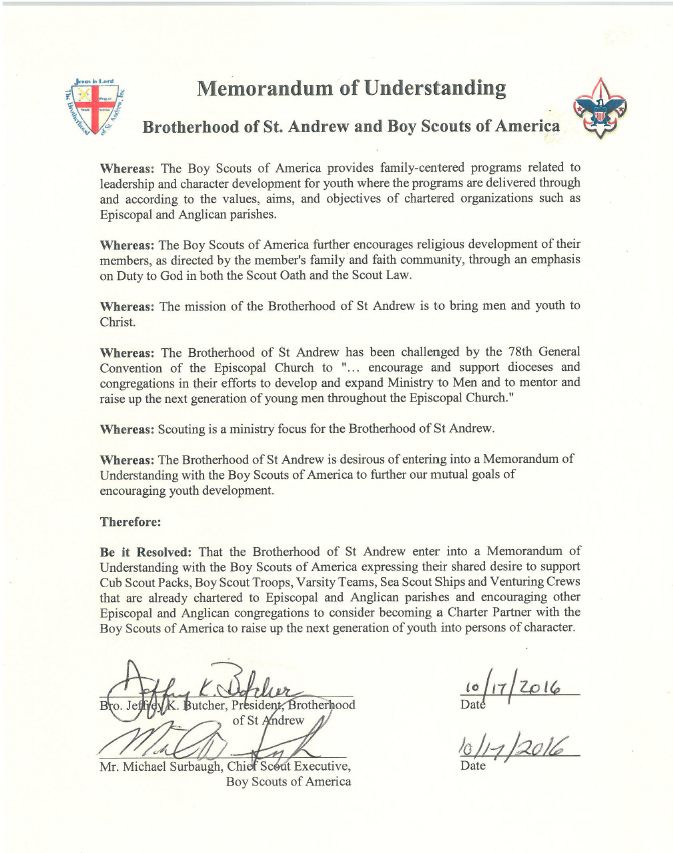 Jesus is Lord
The Brotherhood
of St. Andrew, Inc.
Memorandum of Understanding
Brotherhood of St. Andrew and Boy Scouts of America
Whereas: The Boy Scouts of America provides family-centered programs related to
leadership and character development for youth where the programs are delivered through
and according to the values, aims, and objectives of chartered organizations such as
Episcopal and Anglican parishes.
Whereas: The Boy Scouts of America further encourages religious development of their
members, as directed by the member's family and faith community, through an emphasis
on Duty to God in both the Scout Oath and the Scout Law.
Whereas: The mission of the Brotherhood of St Andrew is to bring men and youth to
Christ.
Whereas: The Brotherhood of St Andrew has been challenged by the 78th General
Convention of the Episcopal Church to "... encourage and support dioceses and
congregations in their efforts to develop and expand Ministry to Men and to mentor and
raise up the next generation of young men throughout the Episcopal Church."
Whereas: Scouting is a ministry focus for the Brotherhood of St Andrew.
Whereas: The Brotherhood of St Andrew is desirous of entering into a Memorandum of
Understanding with the Boy Scouts of America to further our mutual goals of
encouraging youth development.
Therefore:
Be it Resolved: That the Brotherhood of St Andrew enter into a Memorandum of
Understanding with the Boy Scouts of America expressing their shared desire to support
Cub Scout Packs, Boy Scout Troops, Varsity Teams, Sea Scout Ships and Venturing Crews
that are already chartered to Episcopal and Anglican parishes and encouraging other
Episcopal and Anglican congregations to consider becoming a Charter Partner with the
Boy Scouts of America to raise up the next generation of youth into persons of character.
Jeffrey K. Butcher 10/17/2016
Bro. Jeffrey K. Butcher, President, Brotherhood Date
of St Andrew
10/17/2016
Mr. Michael Surbaugh, Chief Scout Executive, Date
Boy Scouts of America